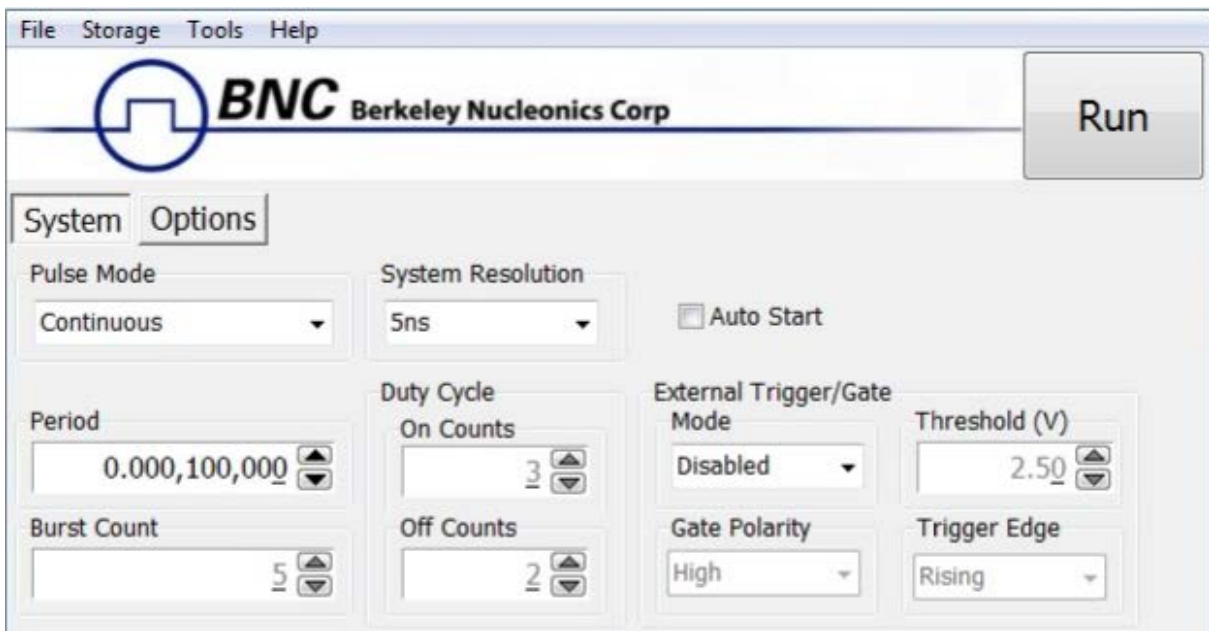 File Storage Tools Help
BNC Berkeley Nucleonics Corp
Run
System Options
Pulse Mode
Continuous
System Resolution
5ns
Auto Start
Period
0.000,100,000
Burst Count
5
Duty Cycle
On Counts
3
Off Counts
2
External Trigger/Gate
Mode
Disabled
Threshold (V)
2.50
Gate Polarity
High
Trigger Edge
Rising